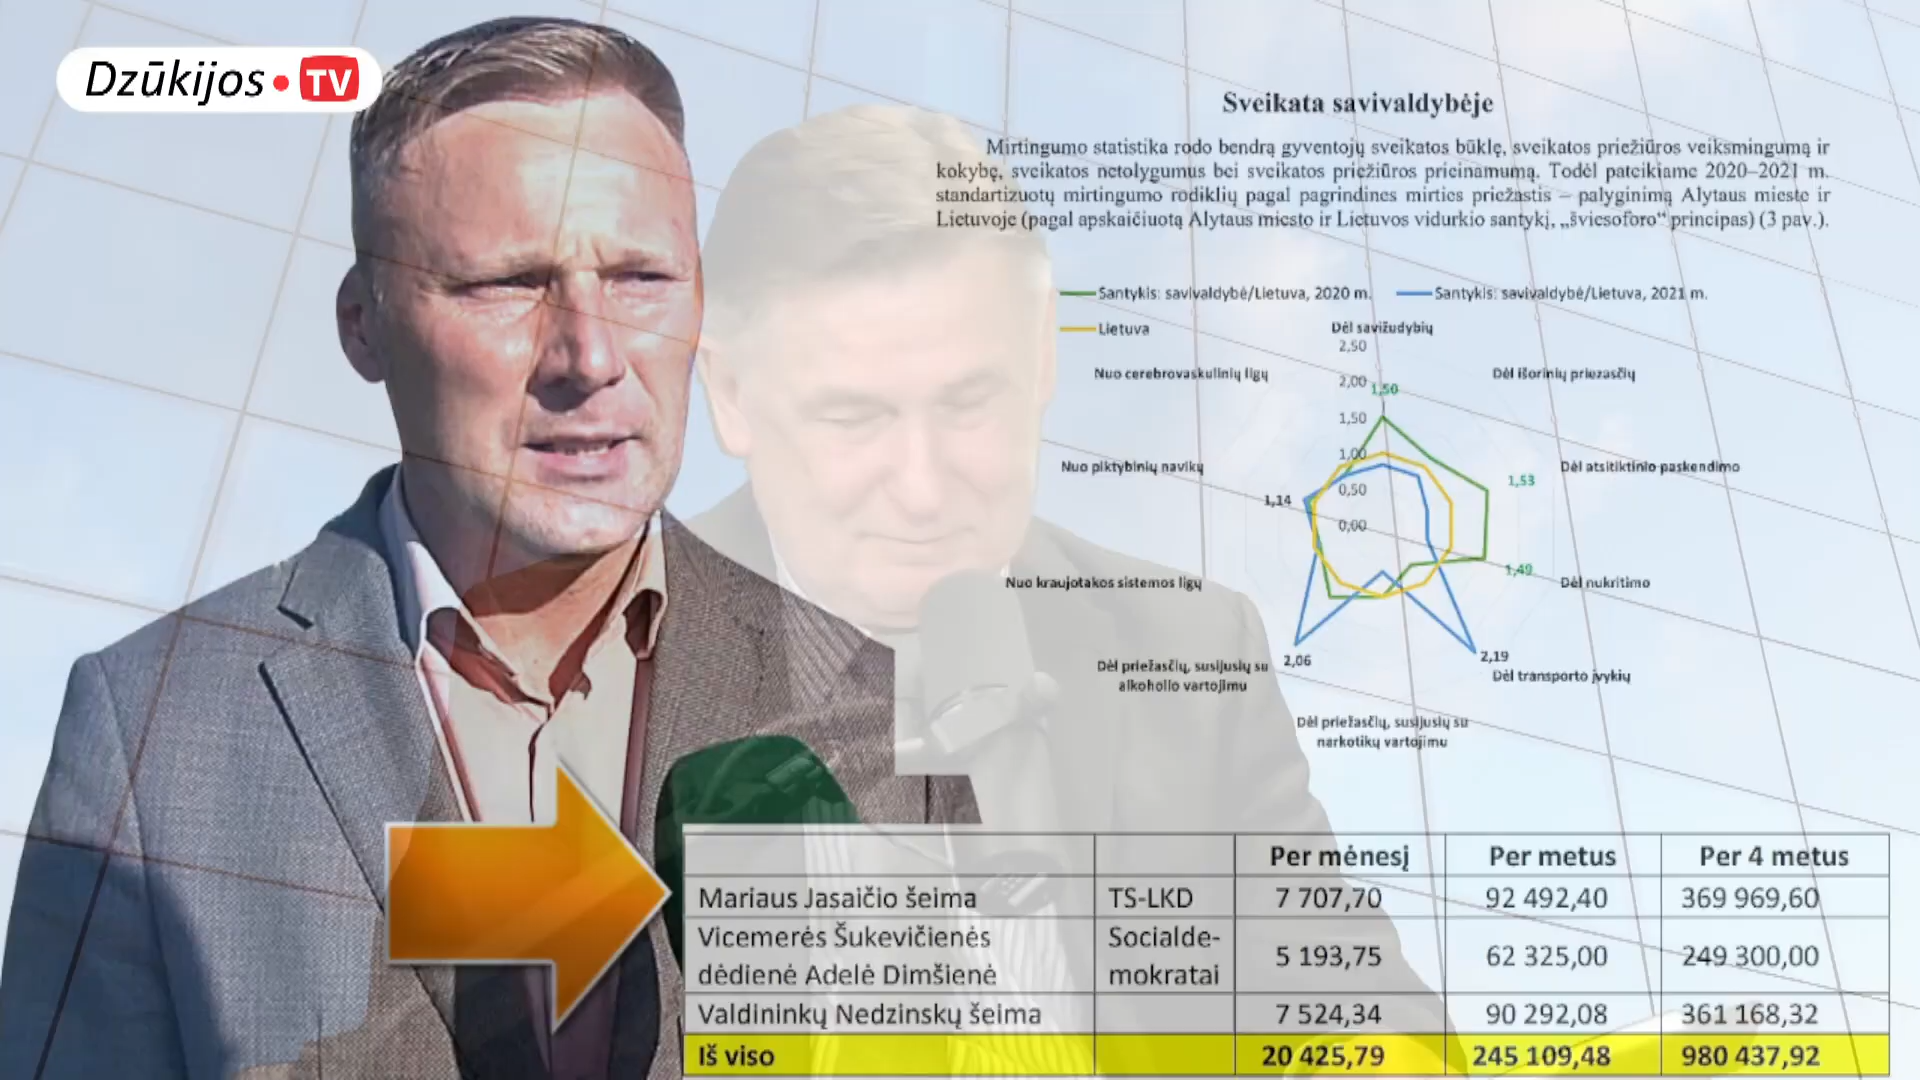 Dzūkijos TV
Sveikata savivaldybėje
Mirtingumo statistika rodo bendrą gyventojų sveikatos būklę, sveikatos priežiūros veiksmingumą ir
kokybę, sveikatos netolygumus bei sveikatos priežiūros prieinamumą. Todėl pateikiame 2020–2021 m.
standartizuotų mirtingumo rodiklių pagal pagrindines mirties priežastis – palyginimą Alytaus mieste ir
Lietuvoje (pagal apskaičiuotą Alytaus miesto ir Lietuvos vidurkio santykį, „šviesoforo“ principas) (3 pav.).
Santykis: savivaldybė/Lietuva, 2020 m. Santykis: savivaldybė/Lietuva, 2021 m.
Lietuva
Dėl savižudybių
2,50
Nuo cerebrovaskulinių ligų
Dėl išorinių priežasčių
2,00
1,50
1,50
1,00
Nuo piktybinių navikų
Dėl atsitiktinio paskendimo
1,53
0,50
1,14
0,00
1,49
Nuo kraujotakos sistemos ligų
Dėl nukritimo
2,06
2,19
Dėl priežasčių, susijusių su
alkoholio vartojimu
Dėl transporto įvykių
Dėl priežasčių, susijusių su
narkotikų vartojimu
Per mėnesį Per metus Per 4 metus
Mariaus Jasaičio šeima TS-LKD 7 707,70 92 492,40 369 969,60
Vicemerės Šukevičienės Socialde-
dėdienė Adelė Dimšienė mokratai 5 193,75 62 325,00 249 300,00
Valdininkų Nedzinskų šeima 7 524,34 90 292,08 361 168,32
Iš viso 20 425,79 245 109,48 980 437,92